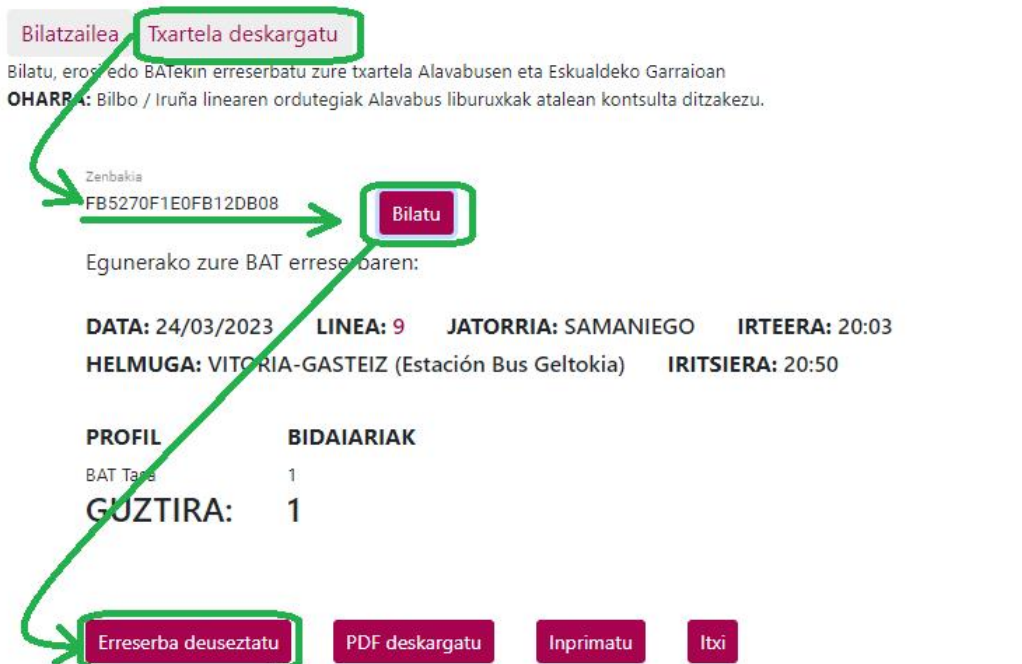 Bilatzailea Txartela deskargatu
Bilatu, erosi edo BATekin erreserbatu zure txartela Alavabusen eta Eskualdeko Garraioan
OHARRA: Bilbo / Iruña linearen ordutegiak Alavabus liburuxkak atalean kontsulta ditzakezu.
Zenbakia
FB5270F1E0FB12DB08
Bilatu
Egunerako zure BAT erreserbaren:
DATA: 24/03/2023 LINEA: 9 JATORRIA: SAMANIEGO IRTEERA: 20:03
HELMUGA: VITORIA-GASTEIZ (Estación Bus Geltokia) IRITSIERA: 20:50
PROFIL BIDAIARIAK
BAT Tasa 1
GUZTIRA: 1
Erreserba deuseztatu PDF deskargatu Inprimatu Itxi